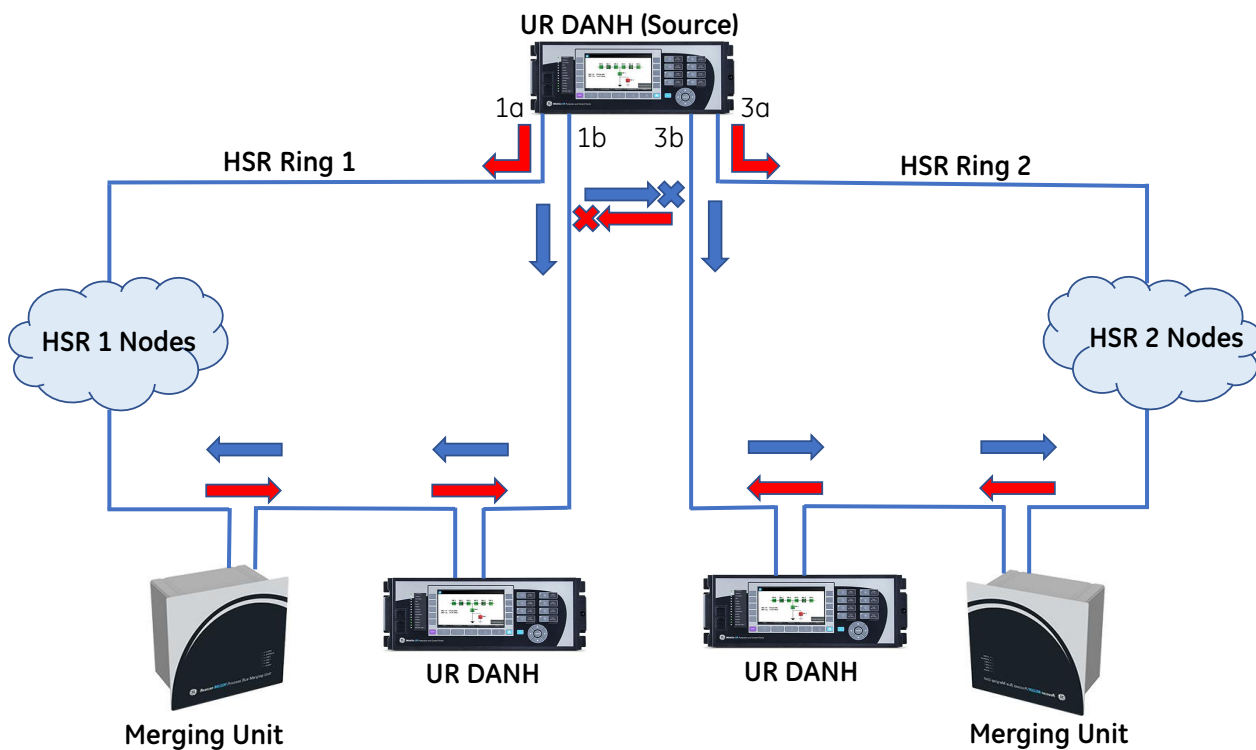 UR DANH (Source)
1a
3a
1b
3b
HSR Ring 1
HSR Ring 2
HSR 1 Nodes
HSR 2 Nodes
UR DANH
UR DANH
Merging Unit
Merging Unit